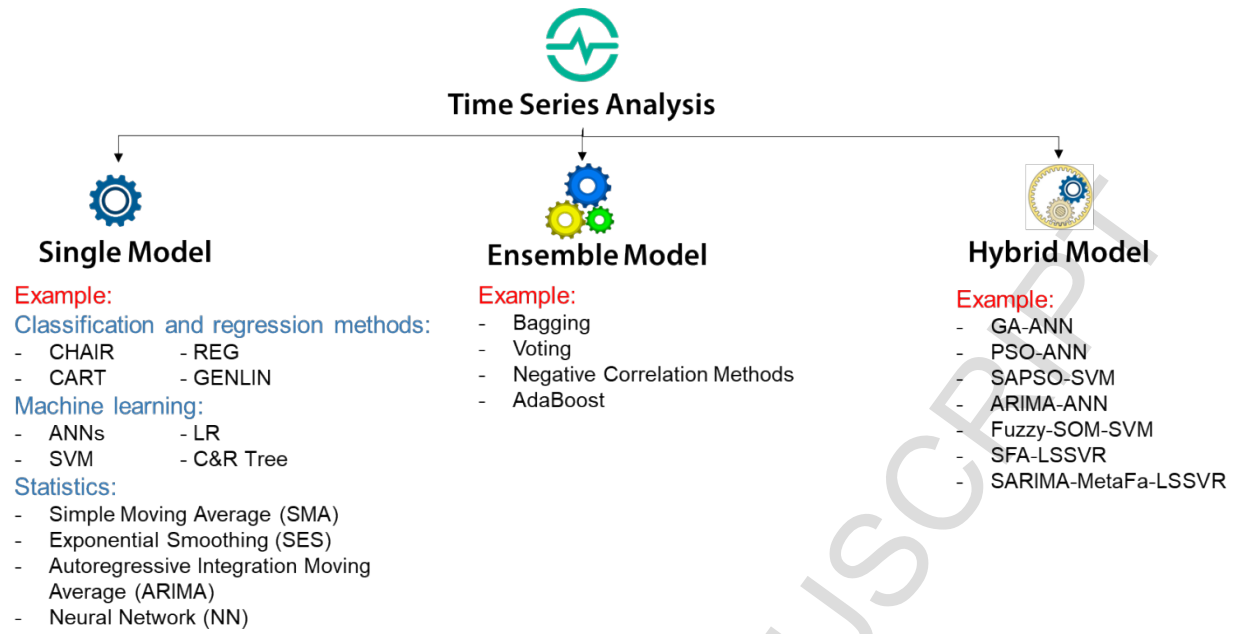 Time Series Analysis
Single Model
Example:
Classification and regression methods:
- CHAIR - REG
- CART - GENLIN
Machine learning:
- ANNs - LR
- SVM - C&R Tree
Statistics:
- Simple Moving Average (SMA)
- Exponential Smoothing (SES)
- Autoregressive Integration Moving
Average (ARIMA)
- Neural Network (NN)
Ensemble Model
Example:
- Bagging
- Voting
- Negative Correlation Methods
- AdaBoost
Hybrid Model
Example:
- GA-ANN
- PSO-ANN
- SAPSO-SVM
- ARIMA-ANN
- Fuzzy-SOM-SVM
- SFA-LSSVR
- SARIMA-MetaFa-LSSVR
USCRIPT